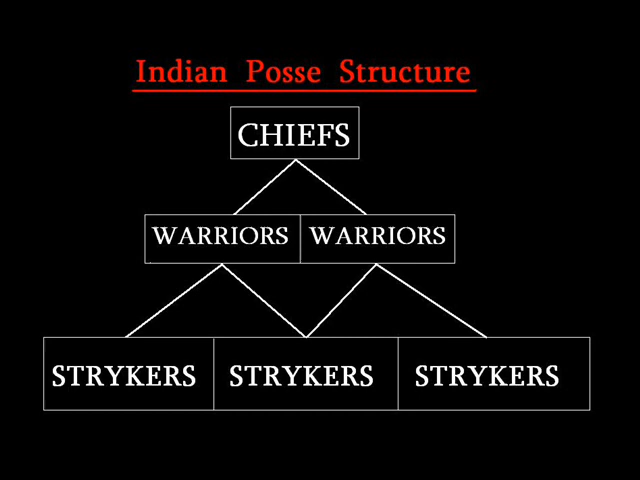 Indian Posse Structure
CHIEFS
WARRIORS WARRIORS
STRYKERS STRYKERS STRYKERS